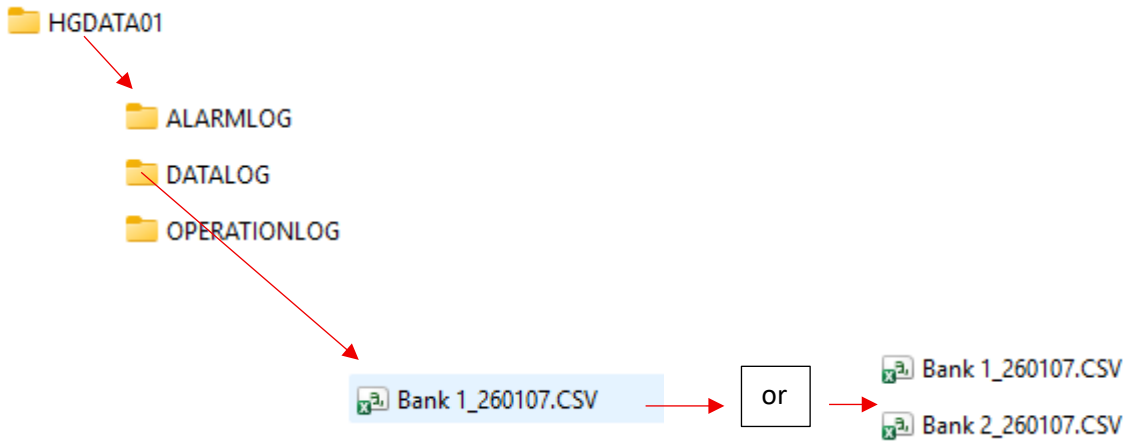 HGDATA01
ALARMLOG
DATALOG
OPERATIONLOG
Bank 1_260107.CSV
or
Bank 1_260107.CSV
Bank 2_260107.CSV